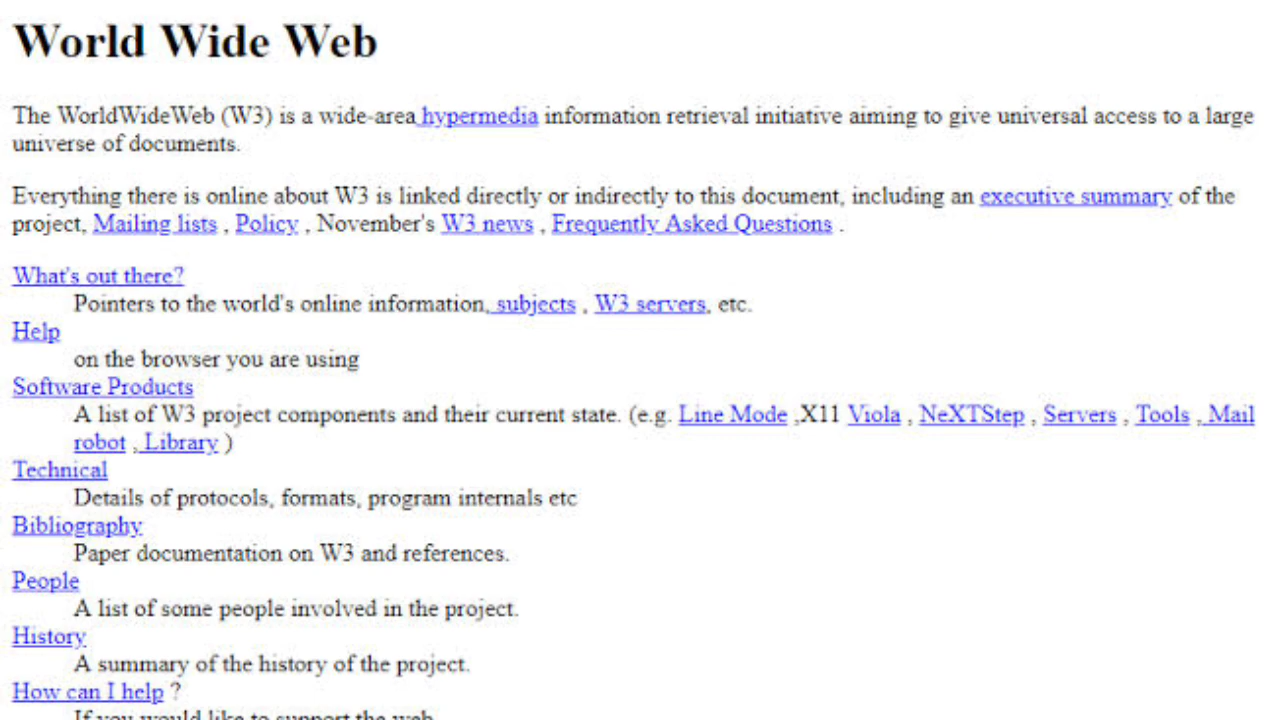 World Wide Web
The WorldWideWeb (W3) is a wide-area hypermedia information retrieval initiative aiming to give universal access to a large
universe of documents.
Everything there is online about W3 is linked directly or indirectly to this document, including an executive summary of the
project, Mailing lists , Policy , November's W3 news , Frequently Asked Questions .
What's out there?
Pointers to the world's online information, subjects , W3 servers, etc.
Help
on the browser you are using
Software Products
A list of W3 project components and their current state. (e.g. Line Mode ,X11 Viola , NeXTStep , Servers , Tools , Mail
robot , Library )
Technical
Details of protocols, formats, program internals etc
Bibliography
Paper documentation on W3 and references.
People
A list of some people involved in the project.
History
A summary of the history of the project.
How can I help ?
If you would like to support the web..